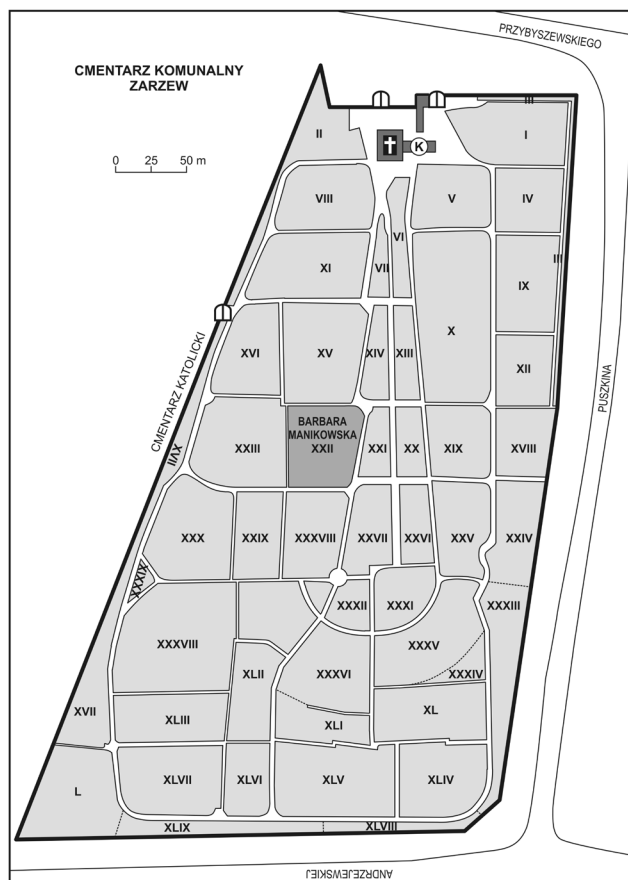 PRZYBYSZEWSKIEGO
CMENTARZ KOMUNALNY
ZARZEW
0 25 50 m
III
II
I
K
VIII
V
IV
VI
XI
VII
III
IX
X
XVI
XV
XIV
XIII
XII
CMENTARZ KATOLICKI
PUSZKINA
BARBARA
MANIKOWSKA
XXII
XXIII
XXI
XX
XIX
XVIII
XVII
XXX
XXIX
XXXVIII
XXVII
XXVI
XXV
XXIV
XXXIX
XXXII
XXXI
XXXIII
XXXVIII
XXXV
XLII
XXXVI
XXXIV
XVII
XLIII
XLI
XL
L
XLVII
XLVI
XLV
XLIV
XLIX
XLVIII
ANDRZEJEWSKIEJ